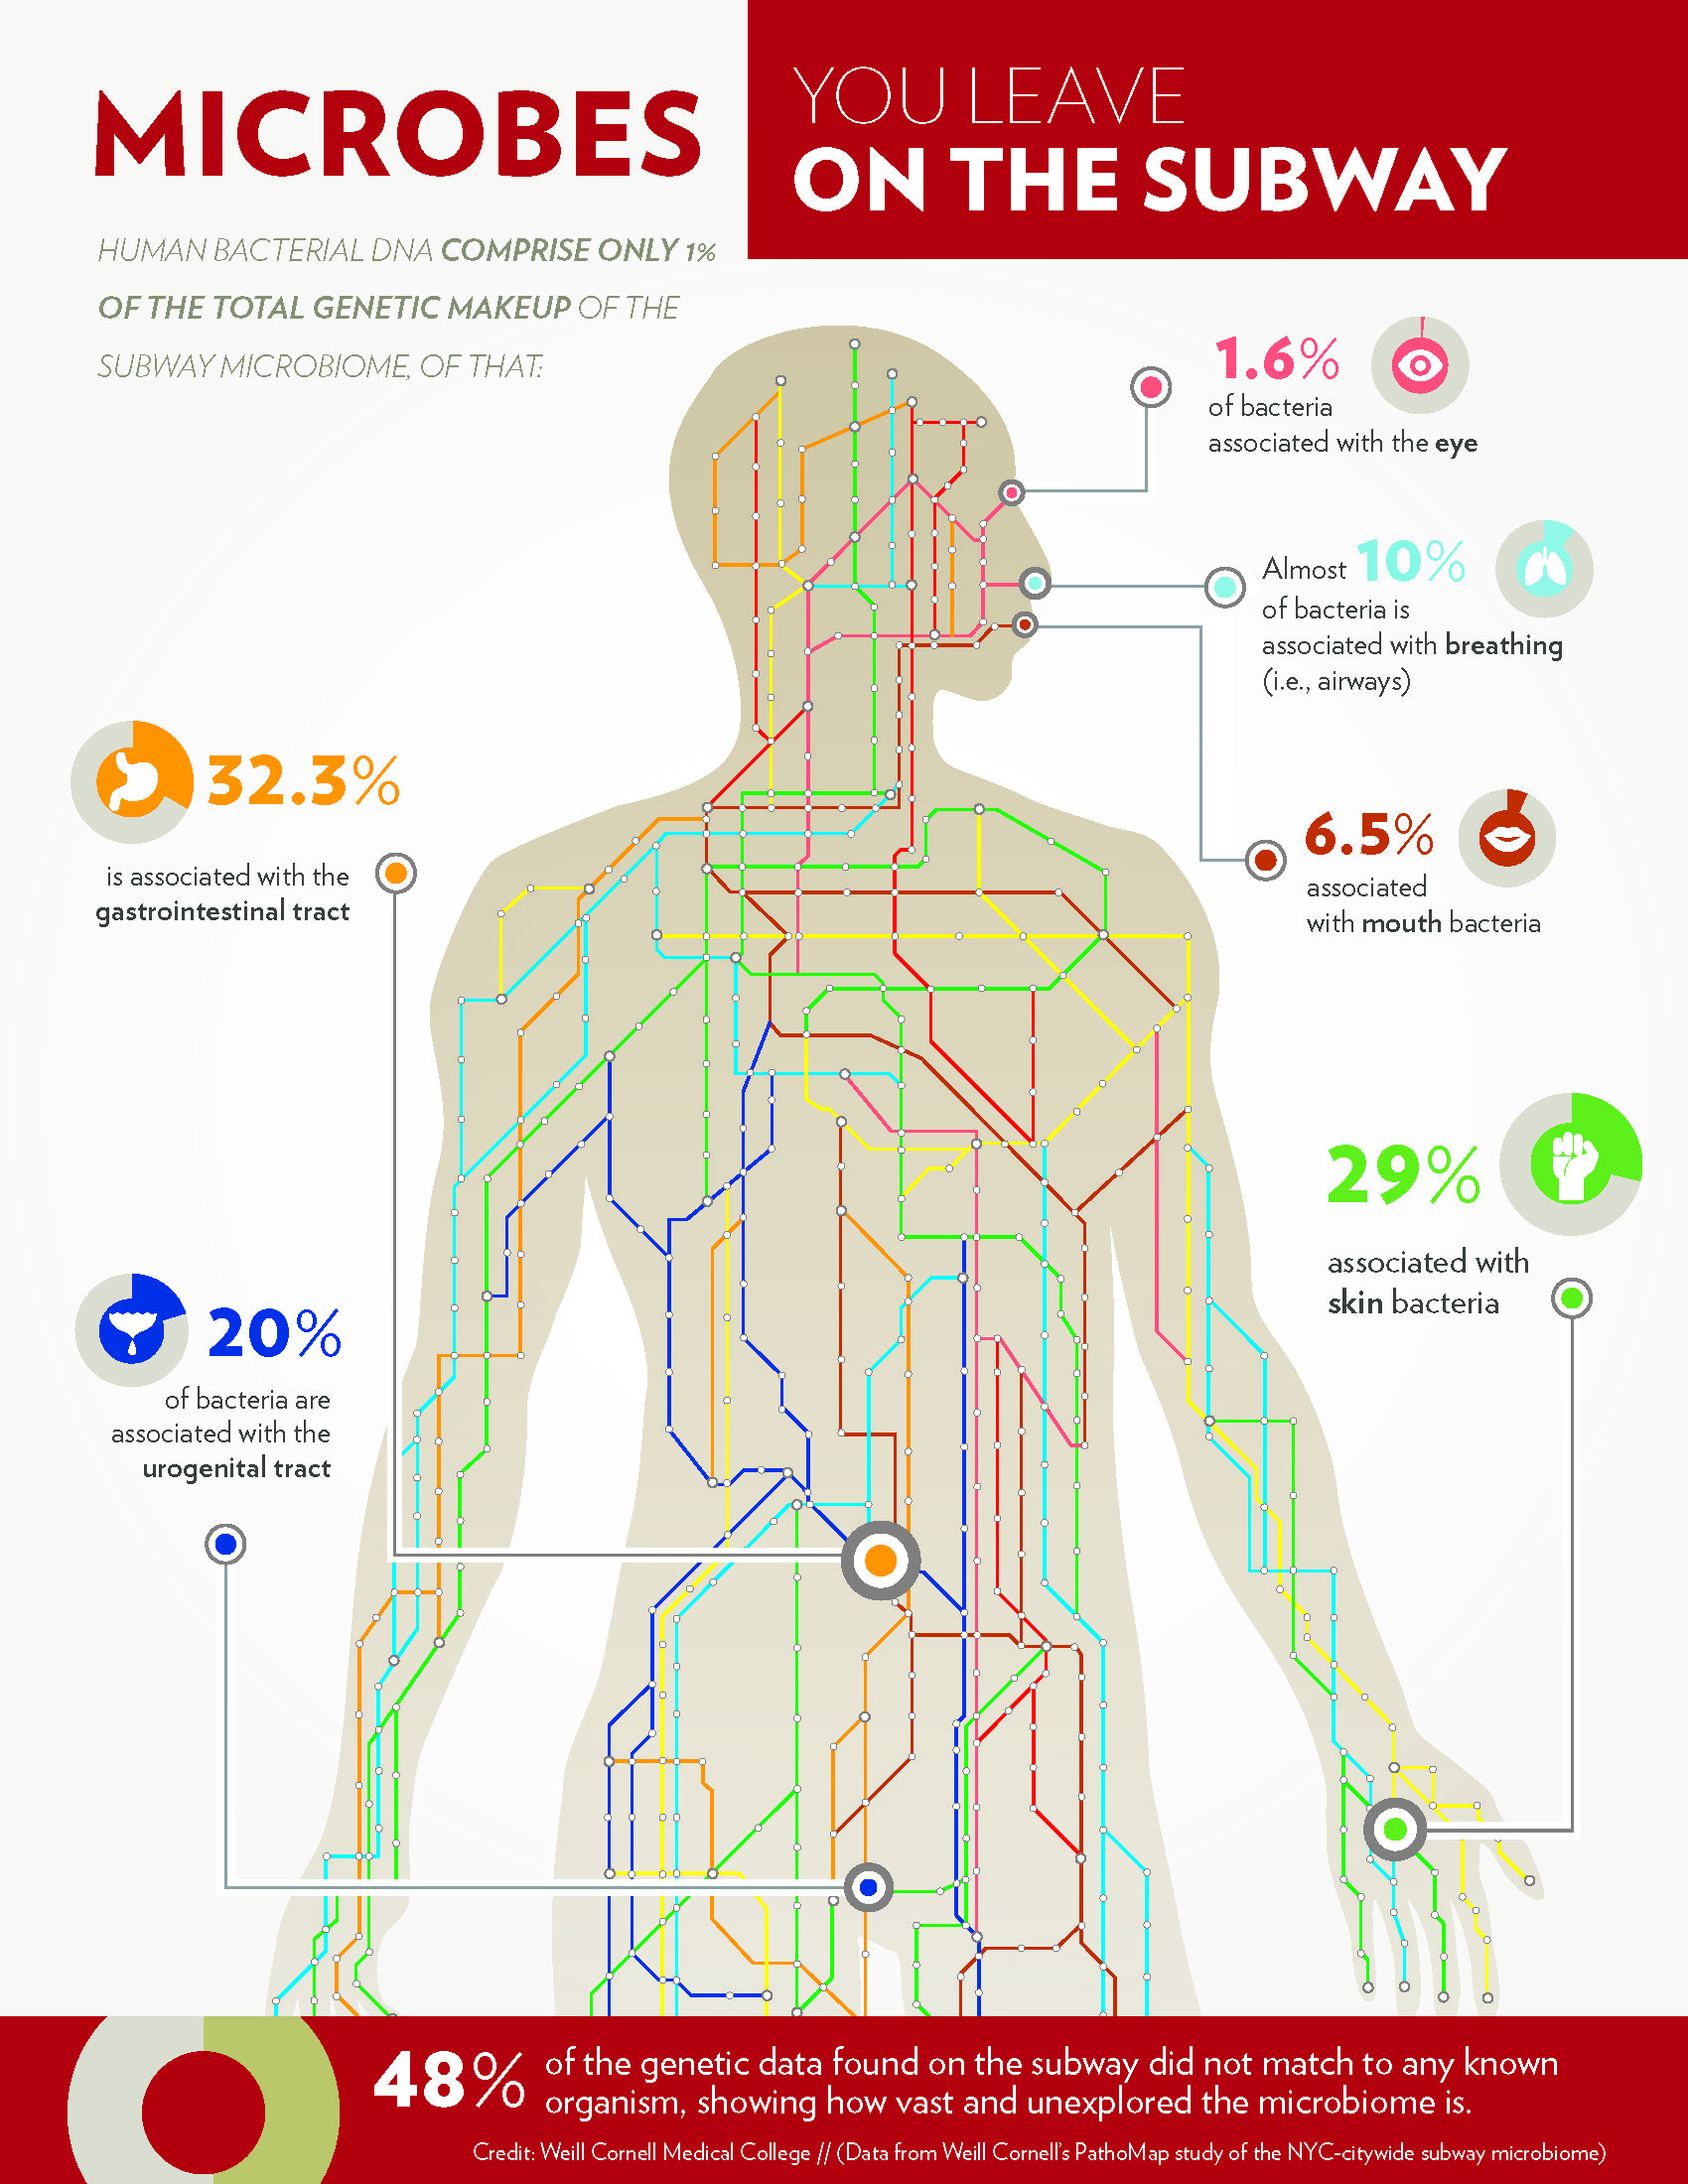 MICROBES
YOU LEAVE
ON THE SUBWAY
HUMAN BACTERIAL DNA COMPRISE ONLY 1%
OF THE TOTAL GENETIC MAKEUP OF THE
SUBWAY MICROBIOME, OF THAT:
1.6%
of bacteria
associated with the eye
Almost 10%
of bacteria is
associated with breathing
(i.e., airways)
32.3%
is associated with the
gastrointestinal tract
6.5%
associated
with mouth bacteria
29%
associated with
skin bacteria
20%
of bacteria are
associated with the
urogenital tract
48% of the genetic data found on the subway did not match to any known
organism, showing how vast and unexplored the microbiome is.
Credit: Weill Cornell Medical College // (Data from Weill Cornell's PathoMap study of the NYC-citywide subway microbiome)